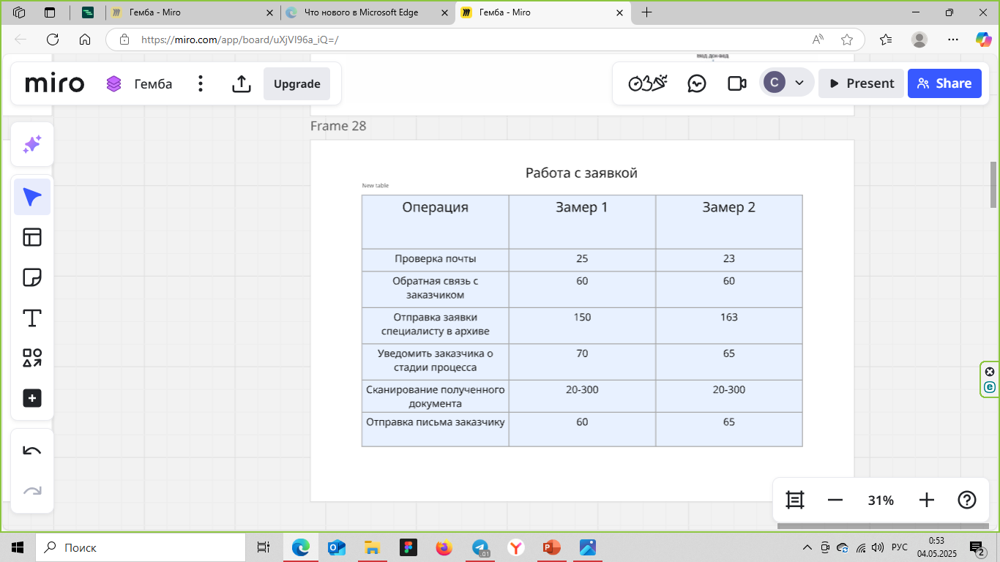 Гемба - Miro
Что нового в Microsoft Edge
Гемба - Miro
https://miro.com/app/board/uXjVI96a_iQ=/
miro
Гемба
Upgrade
C
Present
Share
Frame 28
Работа с заявкой
New table
Операция
Замер 1
Замер 2
Проверка почты
25
23
Обратная связь с
заказчиком
60
60
Отправка заявки
специалисту в архиве
150
163
Уведомить заказчика о
стадии процесса
70
65
Сканирование полученного
документа
20-300
20-300
Отправка письма заказчику
60
65
31%
Поиск
РУС
0:53
04.05.2025
2